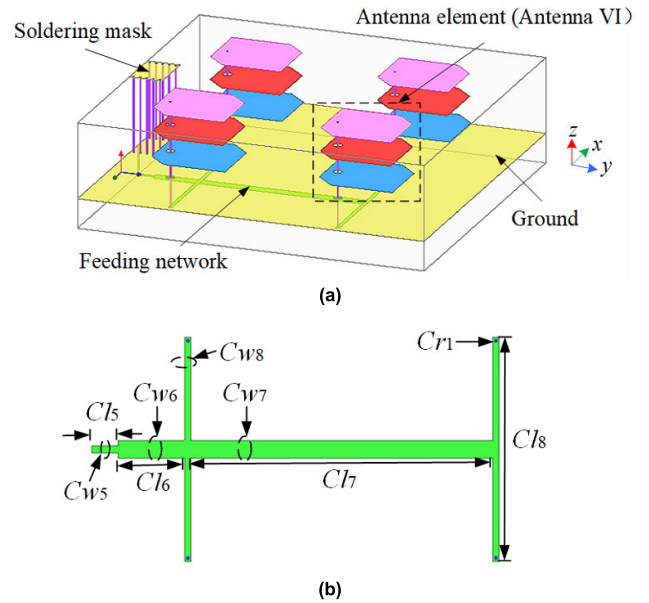 Antenna element (Antenna VI)
Soldering mask
z
x
y
Ground
Feeding network
(a)
Cw8
Cr1
Cw6
Cw7
Cl5
Cl8
Cw5
Cl6
Cl7
(b)